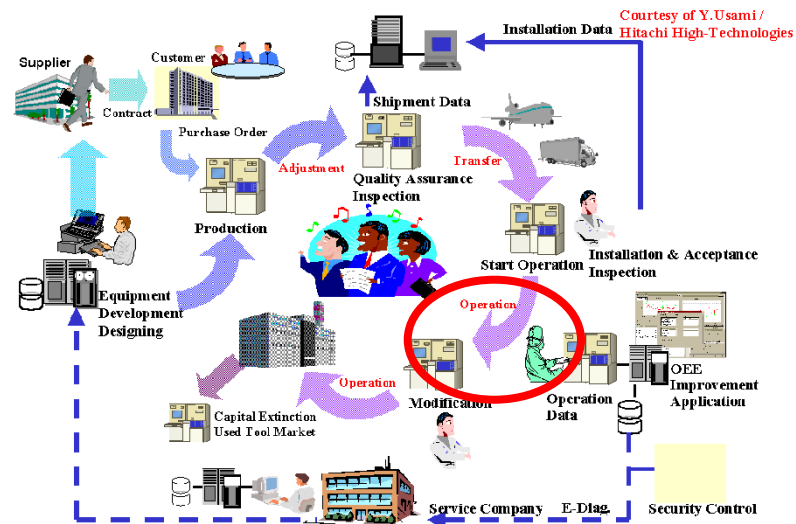 Installation Data
Courtesy of Y.Usami /
Hitachi High-Technologies
Customer
Supplier
Contract
Shipment Data
Purchase Order
Adjustment
Transfer
Quality Assurance
Inspection
Production
Start Operation
Installation & Acceptance
Inspection
Equipment
Development
Designing
Operation
OEE
Improvement
Application
Operation
Modification
Operation
Data
Capital Extinction
Used Tool Market
Service Company
E-Diag.
Security Control